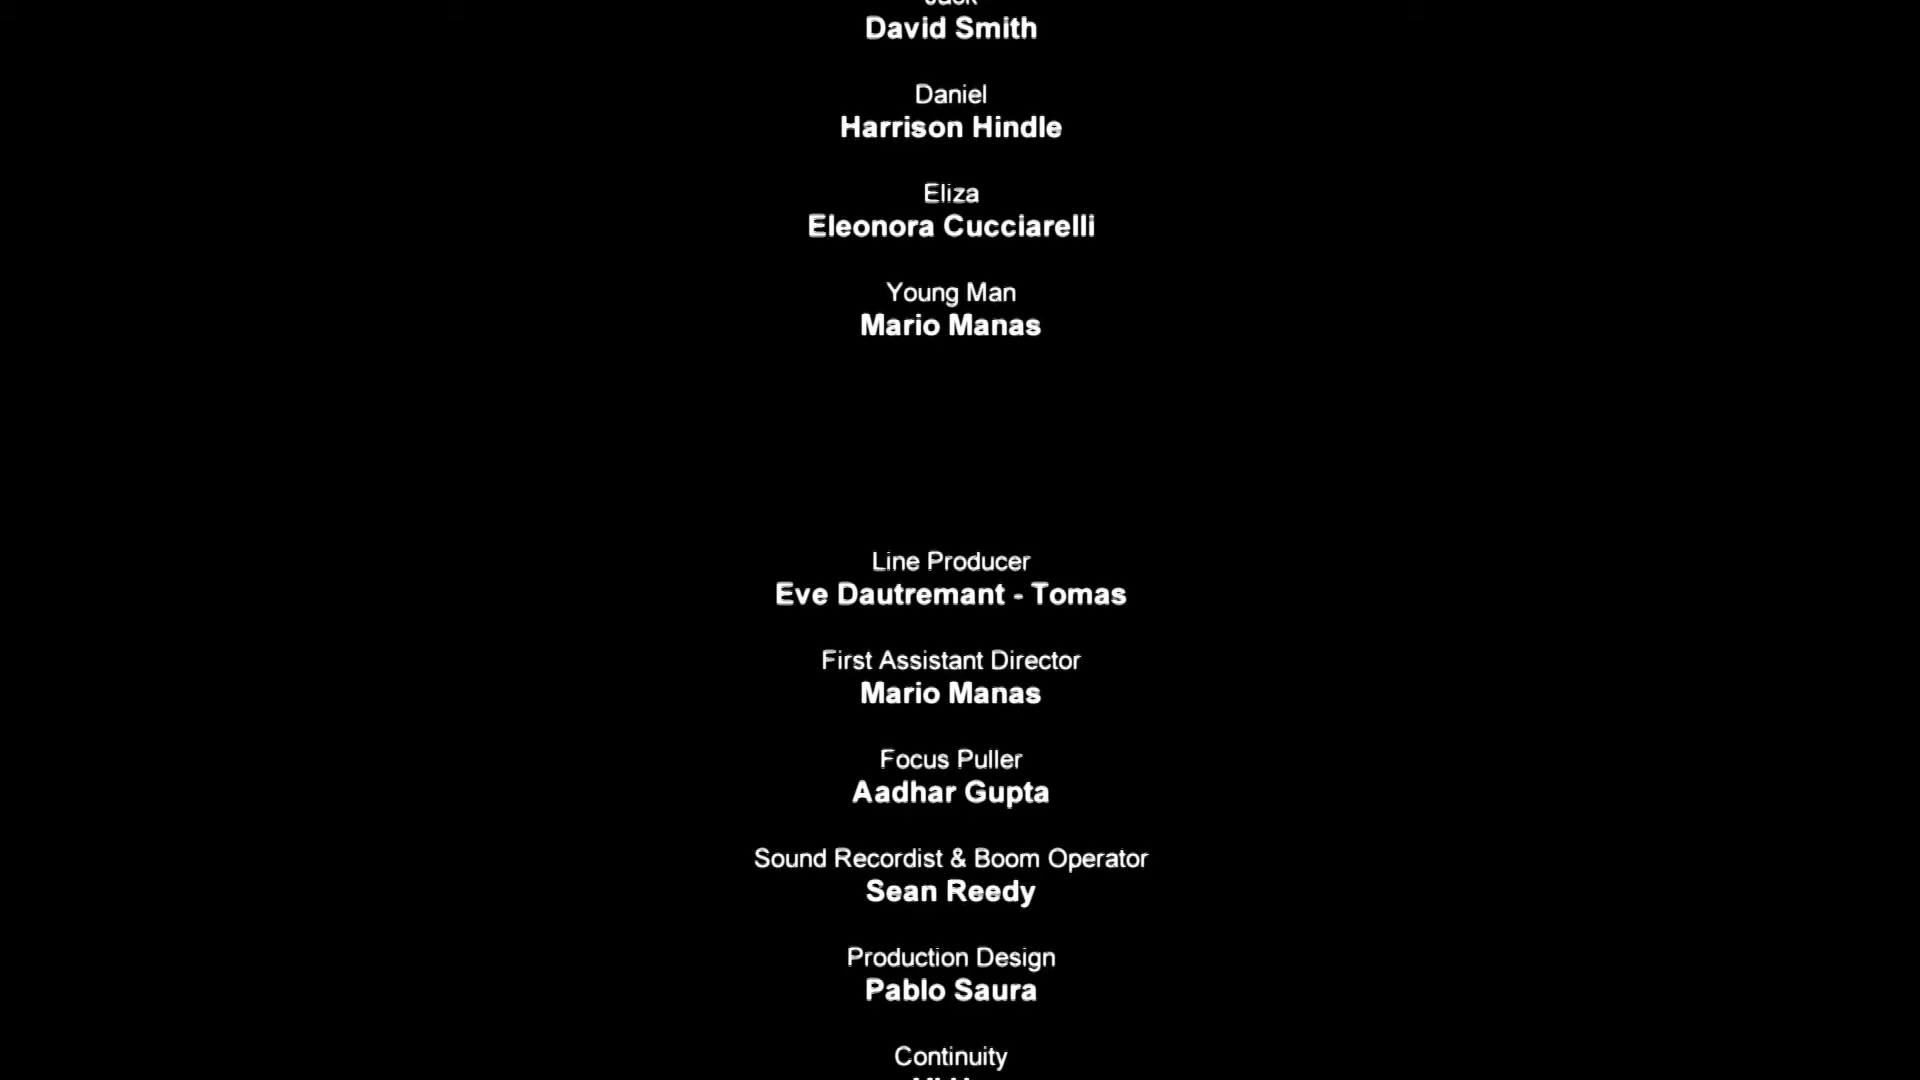 Jack
David Smith
Daniel
Harrison Hindle
Eliza
Eleonora Cucciarelli
Young Man
Mario Manas
Line Producer
Eve Dautremant - Tomas
First Assistant Director
Mario Manas
Focus Puller
Aadhar Gupta
Sound Recordist & Boom Operator
Sean Reedy
Production Design
Pablo Saura
Continuity